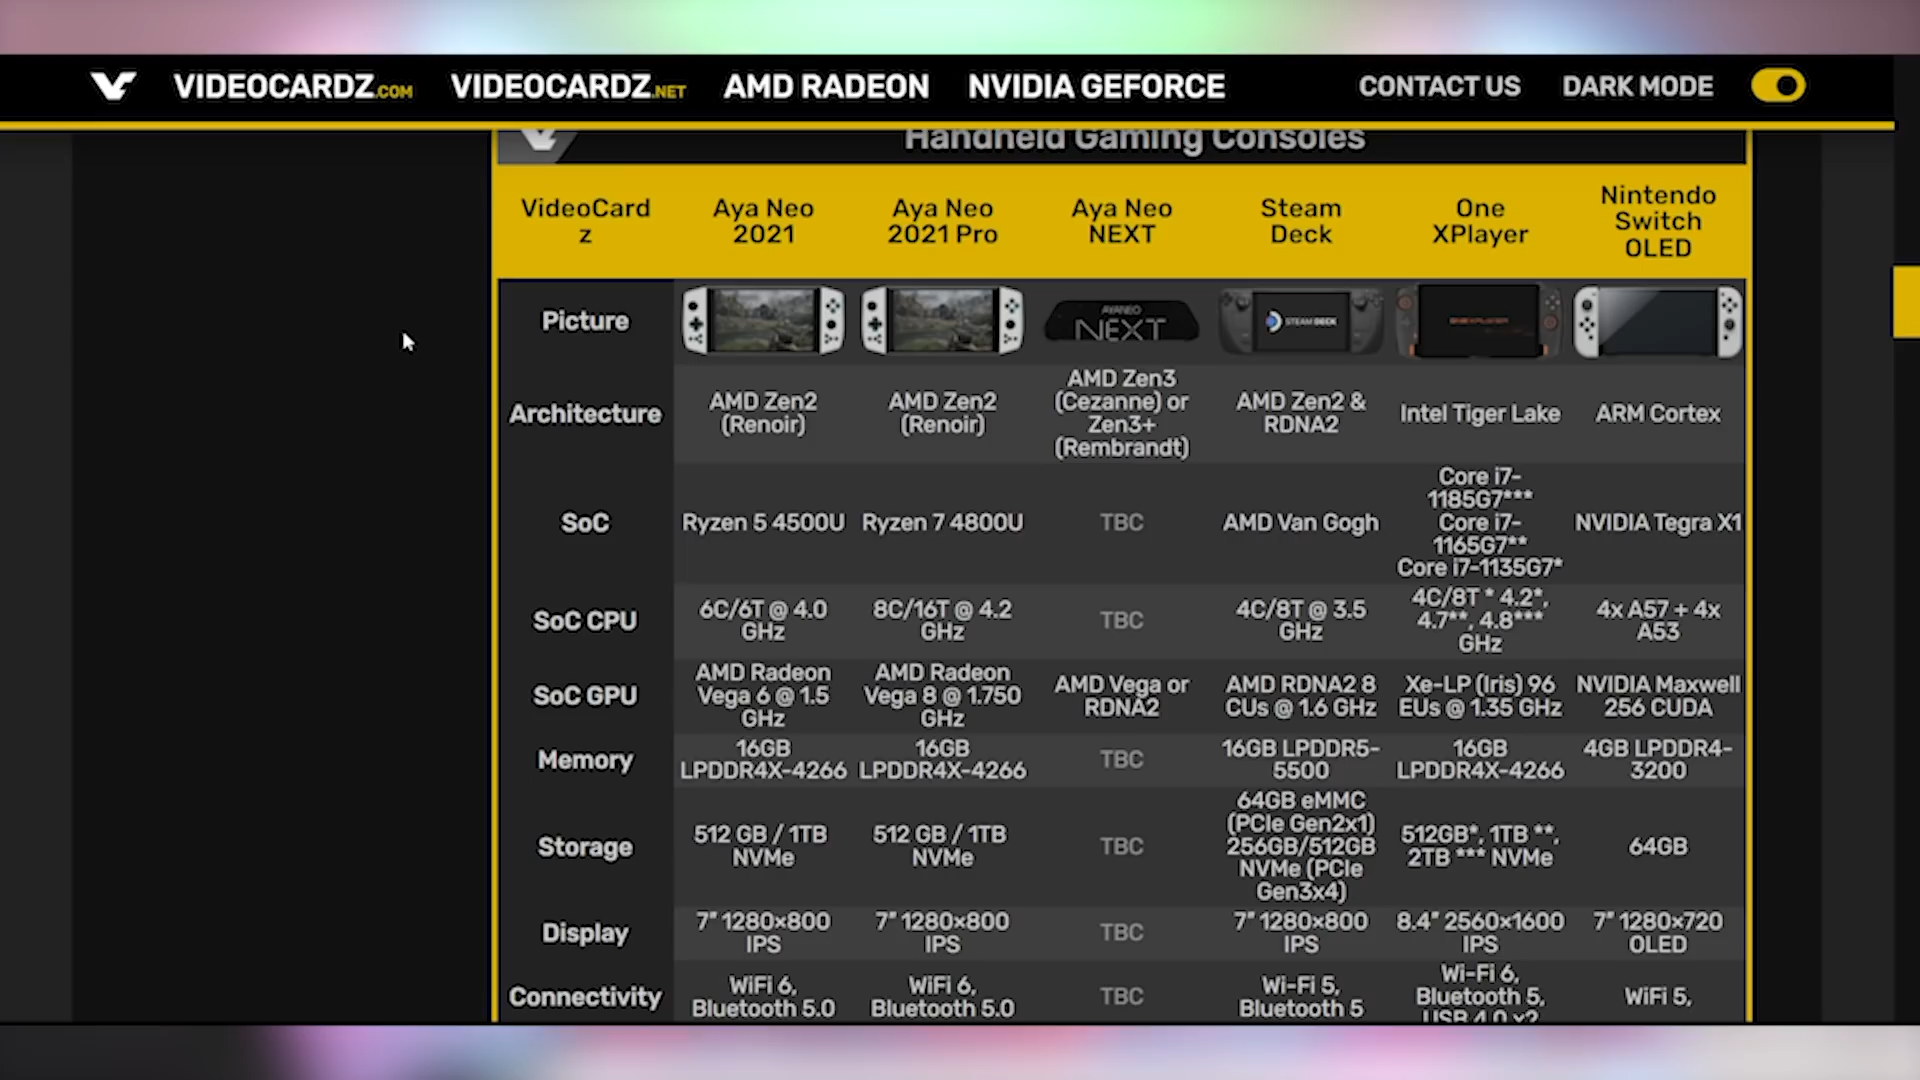 VIDEOCARDZ.COM VIDEOCARDZ.NET AMD RADEON NVIDIA GEFORCE CONTACT US DARK MODE
Handheld Gaming Consoles
VideoCard
z
Aya Neo
2021
Aya Neo
2021 Pro
Aya Neo
NEXT
Steam
Deck
One
XPlayer
Nintendo
Switch
OLED
Picture
AYANEO
NEXT
STEAM DECK
ONEXPLAYER
Architecture
AMD Zen2
(Renoir)
AMD Zen2
(Renoir)
AMD Zen3
(Cezanne) or
Zen3+
(Rembrandt)
AMD Zen2 &
RDNA2
Intel Tiger Lake
ARM Cortex
SoC
Ryzen 5 4500U
Ryzen 7 4800U
TBC
AMD Van Gogh
Core i7-
1185G7***
Core i7-
1165G7**
Core i7-1135G7*
NVIDIA Tegra X1
SoC CPU
6C/6T @ 4.0
GHz
8C/16T @ 4.2
GHz
TBC
4C/8T @ 3.5
GHz
4C/8T * 4.2*,
4.7**, 4.8***
GHz
4x A57 + 4x
A53
SoC GPU
AMD Radeon
Vega 6 @ 1.5
GHz
AMD Radeon
Vega 8 @ 1.750
GHz
AMD Vega or
RDNA2
AMD RDNA2 8
CUs @ 1.6 GHz
Xe-LP (Iris) 96
EUs @ 1.35 GHz
NVIDIA Maxwell
256 CUDA
Memory
16GB
LPDDR4X-4266
16GB
LPDDR4X-4266
TBC
16GB LPDDR5-
5500
16GB
LPDDR4X-4266
4GB LPDDR4-
3200
Storage
512 GB / 1TB
NVMe
512 GB / 1TB
NVMe
TBC
64GB eMMC
(PCIe Gen2x1)
256GB/512GB
NVMe (PCIe
Gen3x4)
512GB*, 1TB **,
2TB *** NVMe
64GB
Display
7″ 1280×800
IPS
7″ 1280×800
IPS
TBC
7″ 1280×800
IPS
8.4″ 2560×1600
IPS
7″ 1280×720
OLED
Connectivity
WiFi 6,
Bluetooth 5.0
WiFi 6,
Bluetooth 5.0
TBC
Wi-Fi 5,
Bluetooth 5
Wi-Fi 6,
Bluetooth 5,
USB 4.0 x2
WiFi 5,